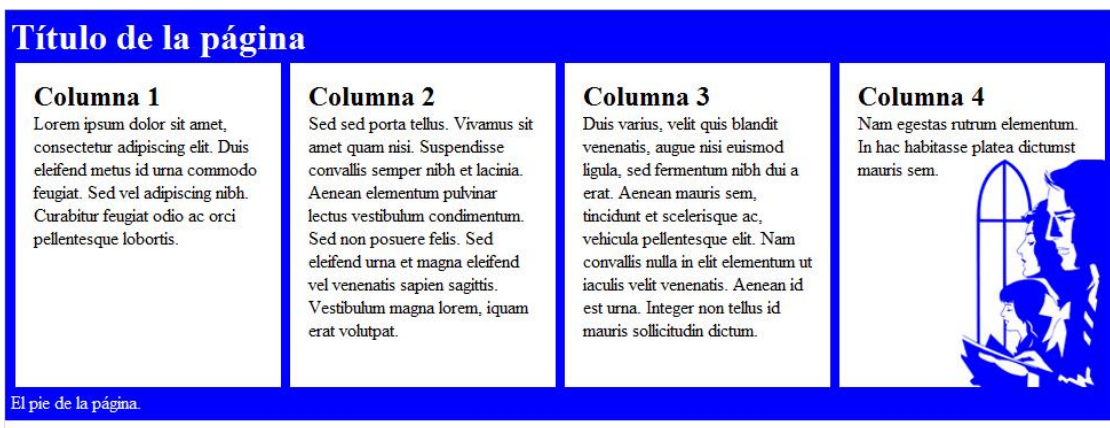 Título de la página
Columna 1
Lorem ipsum dolor sit amet,
consectetur adipiscing elit. Duis
eleifend metus id urna commodo
feugiat. Sed vel adipiscing nibh.
Curabitur feugiat odio ac orci
pellentesque lobortis.
Columna 2
Sed sed porta tellus. Vivamus sit
amet quam nisi. Suspendisse
convallis semper nibh et lacinia.
Aenean elementum pulvinar
lectus vestibulum condimentum.
Sed non posuere felis. Sed
eleifend urna et magna eleifend
vel venenatis sapien sagittis.
Vestibulum magna lorem, iquam
erat volutpat.
Columna 3
Duis varius, velit quis blandit
venenatis, augue nisi euismod
ligula, sed fermentum nibh dui a
erat. Aenean mauris sem,
tincidunt et scelerisque ac,
vehicula pellentesque elit. Nam
convallis nulla in elit elementum ut
iaculis velit venenatis. Aenean id
est urna. Integer non tellus id
mauris sollicitudin dictum.
Columna 4
Nam egestas rutrum elementum.
In hac habitasse platea dictumst
mauris sem.
El pie de la página.